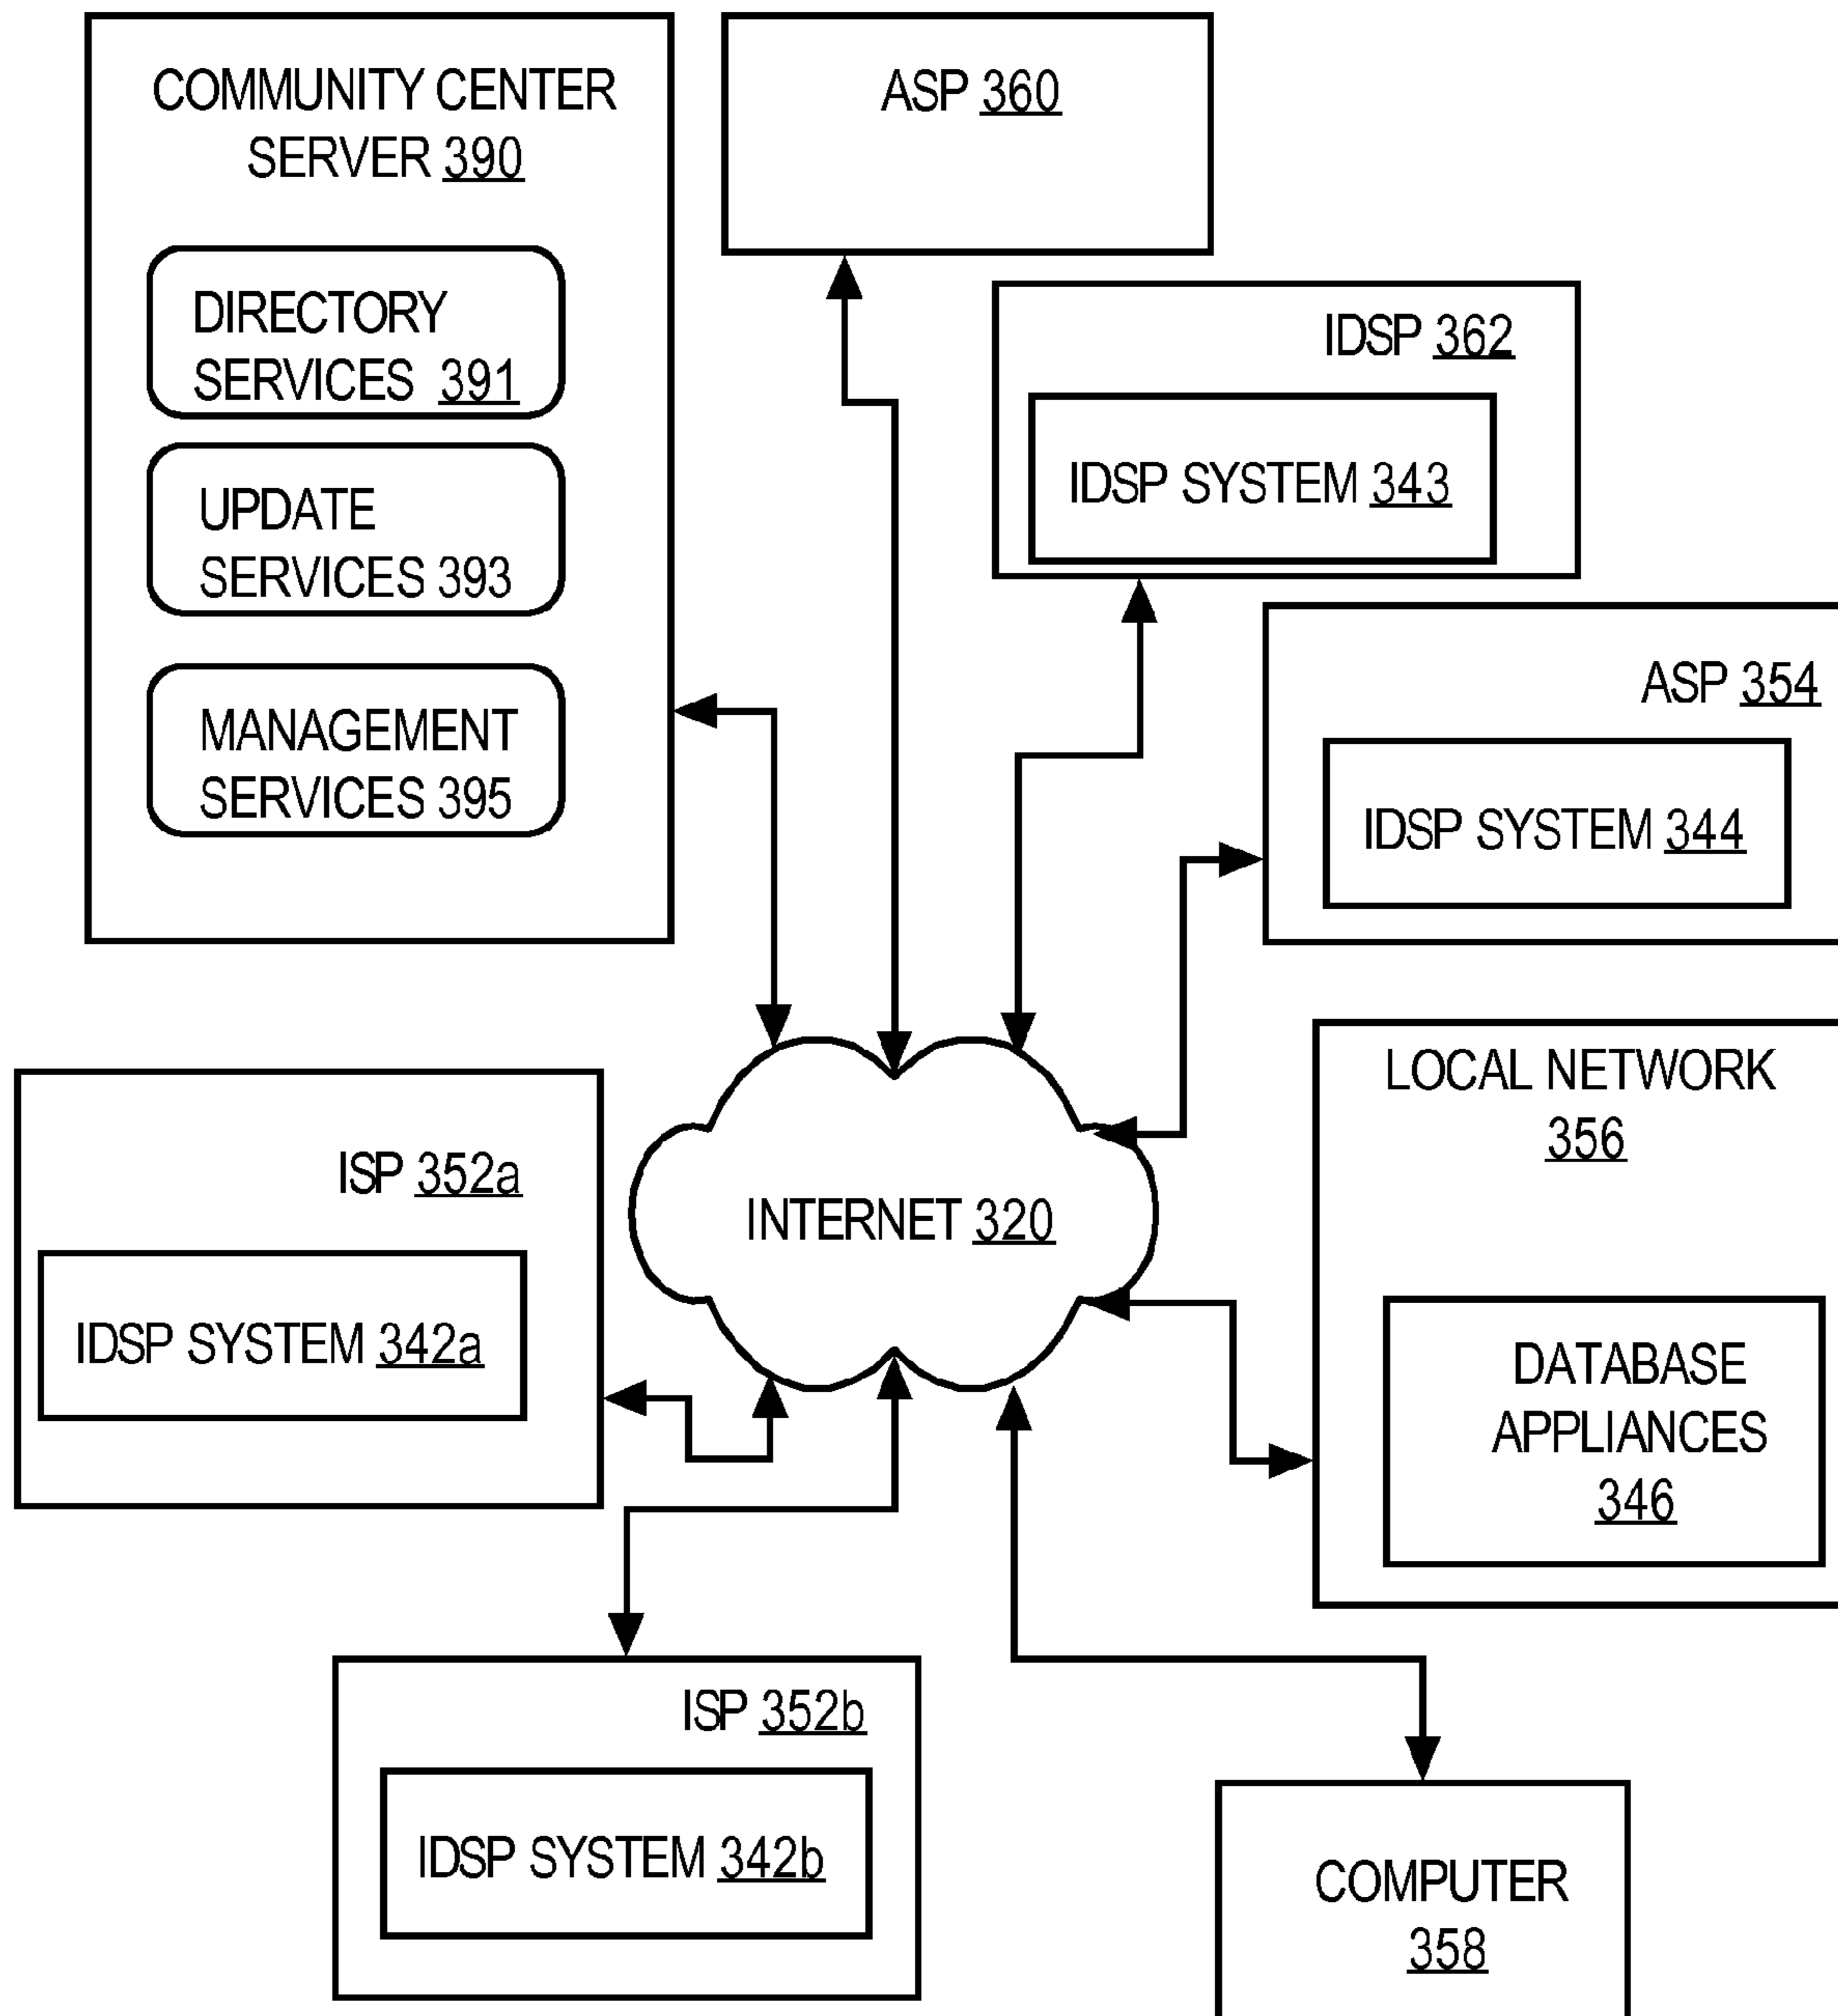 COMMUNITY CENTER
SERVER 390
DIRECTORY
SERVICES 391
UPDATE
SERVICES 393
MANAGEMENT
SERVICES 395
ASP 360
IDSP 362
IDSP SYSTEM 343
ASP 354
IDSP SYSTEM 344
LOCAL NETWORK
356
DATABASE
APPLIANCES
346
INTERNET 320
ISP 352a
IDSP SYSTEM 342a
ISP 352b
IDSP SYSTEM 342b
COMPUTER
358